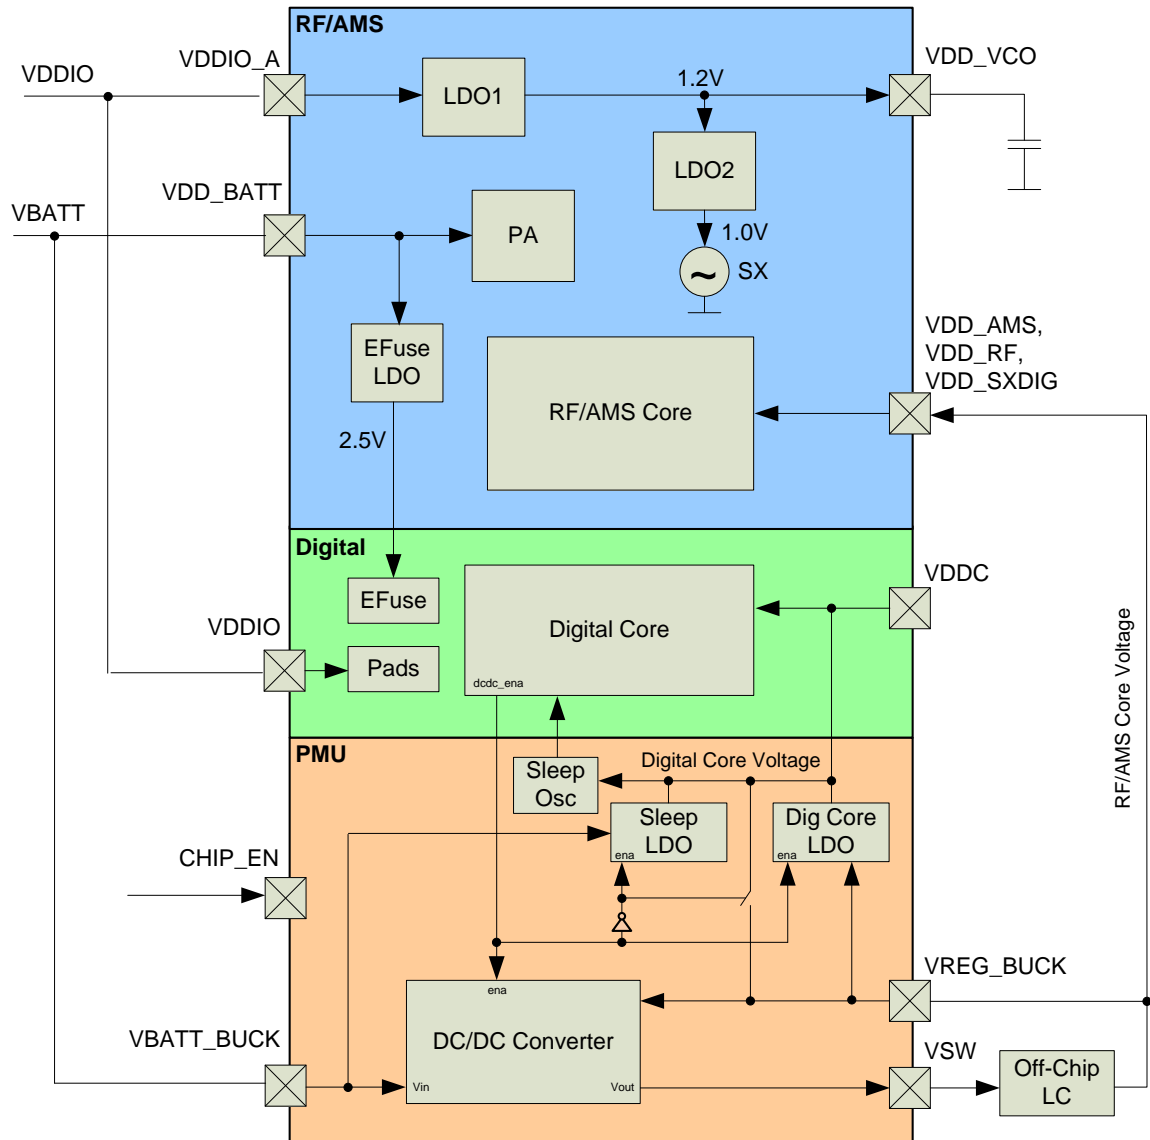 RF/AMS
VDDIO_A
VDD_VCO
VDDIO
LDO1
1.2V
LDO2
VDD_BATT
VBATT
PA
1.0V
~
SX
VDD_AMS,
VDD_RF,
VDD_SXDIG
EFuse
LDO
RF/AMS Core
2.5V
Digital
VDDC
EFuse
VDDIO
Digital Core
Pads
dcdc_ena
RF/AMS Core Voltage
PMU
Digital Core Voltage
Sleep
Osc
Sleep
LDO
ena
Dig Core
LDO
ena
CHIP_EN
VREG_BUCK
ena
DC/DC Converter
VBATT_BUCK
VSW
Vin
Vout
Off-Chip
LC